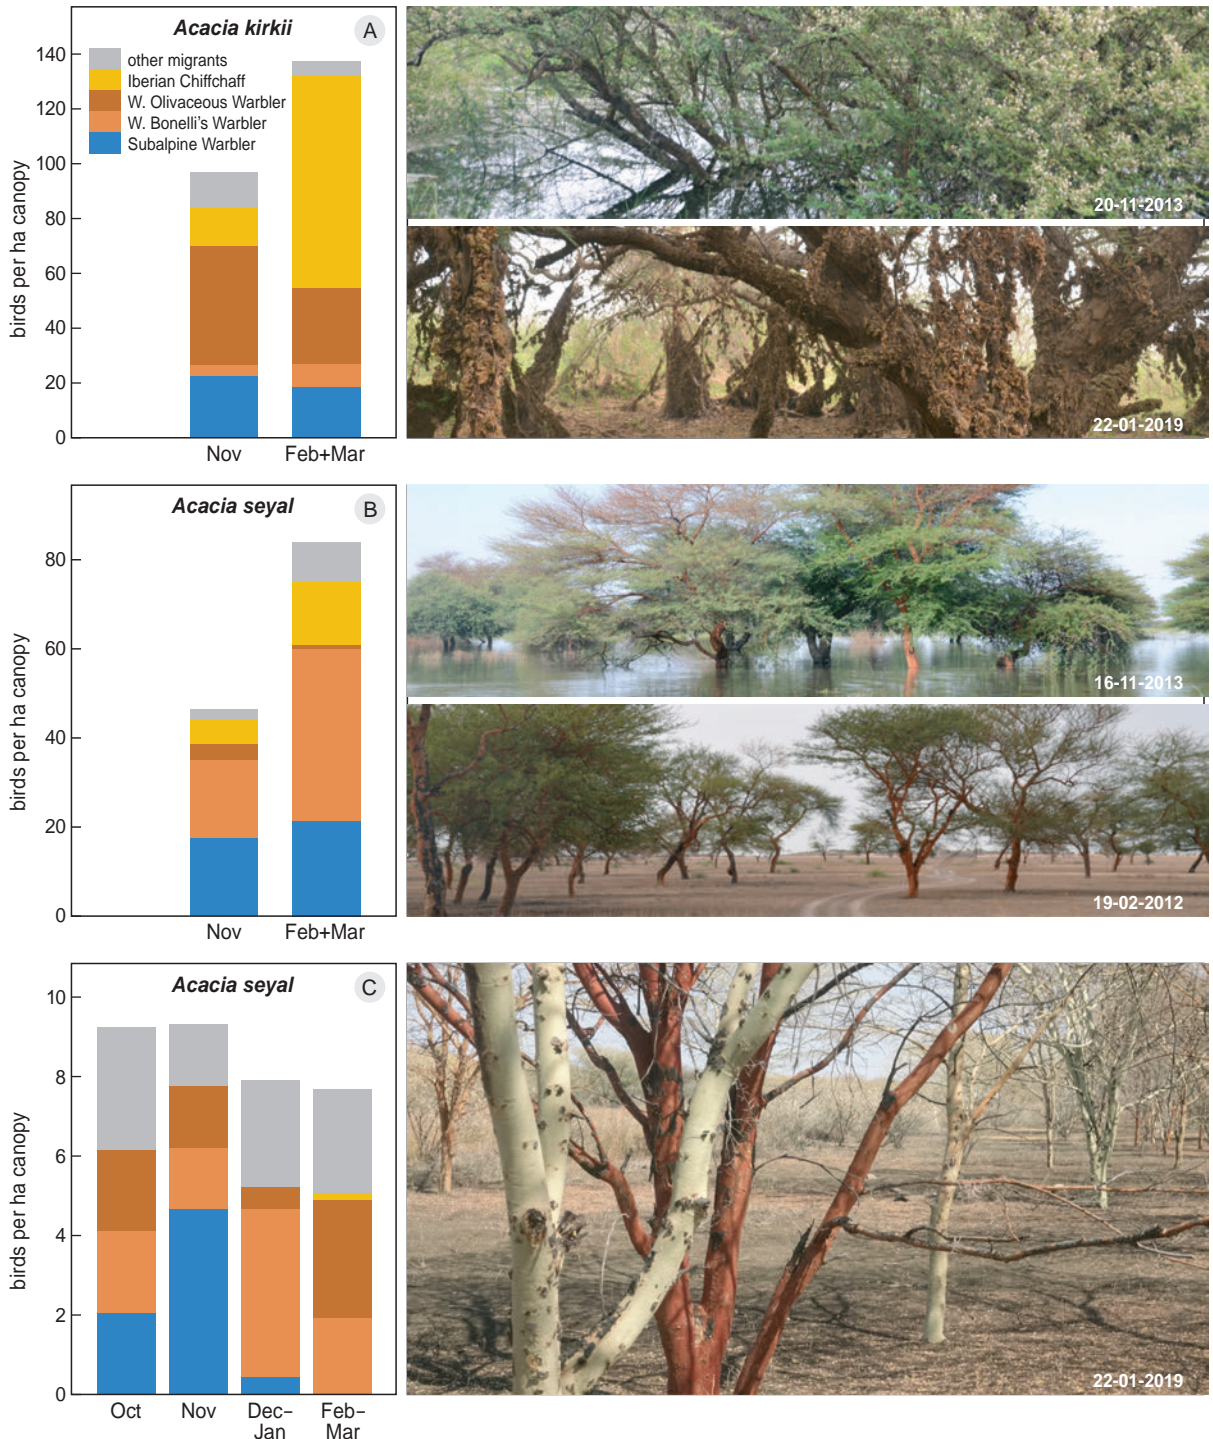 Acacia kirkii
A
birds per ha canopy
140
120
100
80
60
40
20
0
other migrants
Iberian Chiffchaff
W. Olivaceous Warbler
W. Bonelli's Warbler
Subalpine Warbler
Nov
Feb+Mar
20-11-2013
22-01-2019
Acacia seyal
B
birds per ha canopy
80
60
40
20
0
Nov
Feb+Mar
16-11-2013
19-02-2012
Acacia seyal
C
birds per ha canopy
10
8
6
4
2
0
Oct
Nov
Dec–
Jan
Feb–
Mar
22-01-2019